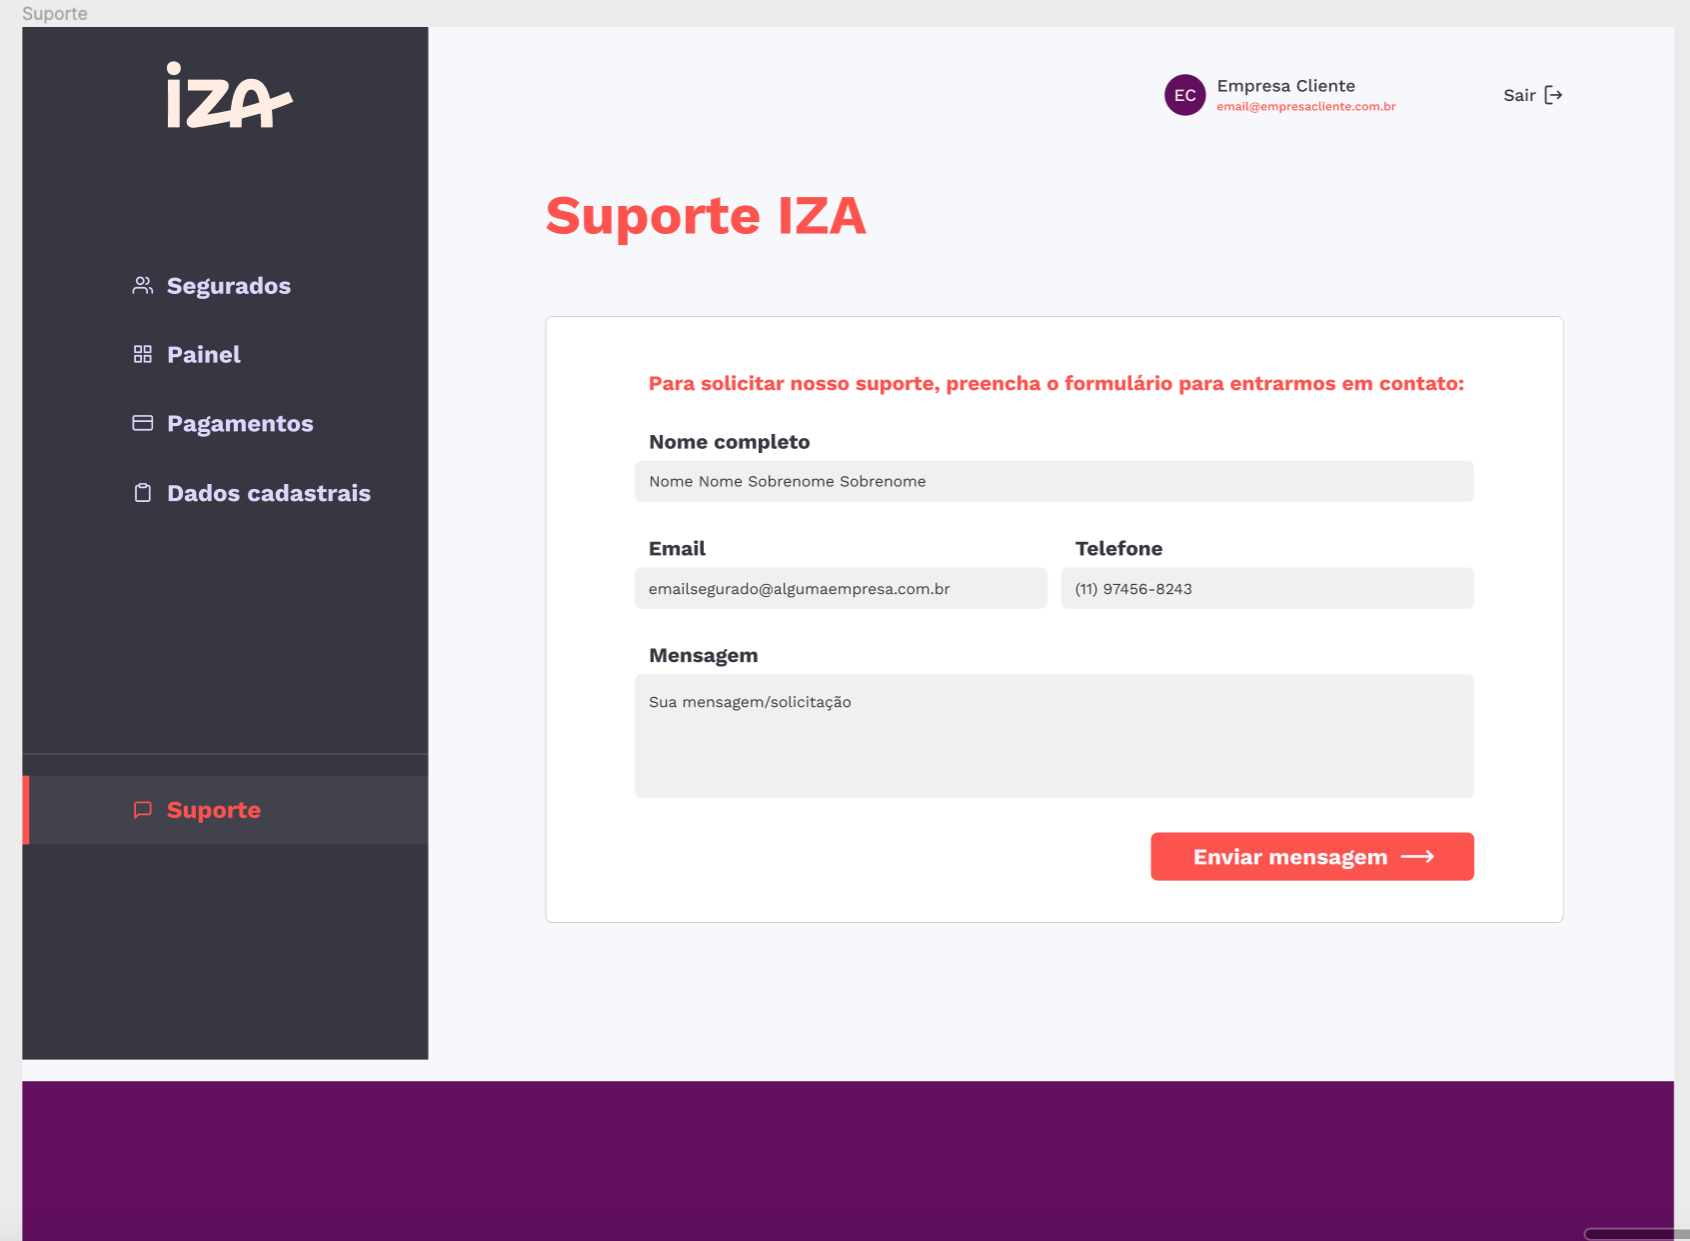 Suporte
iza
EC
Empresa Cliente
email@empresacliente.com.br
Sair
Suporte IZA
Segurados
Painel
Pagamentos
Dados cadastrais
Suporte
Para solicitar nosso suporte, preencha o formulário para entrarmos em contato:
Nome completo
Nome Nome Sobrenome Sobrenome
Email
Telefone
emailsegurado@algumaempresa.com.br
(11) 97456-8243
Mensagem
Sua mensagem/solicitação
Enviar mensagem